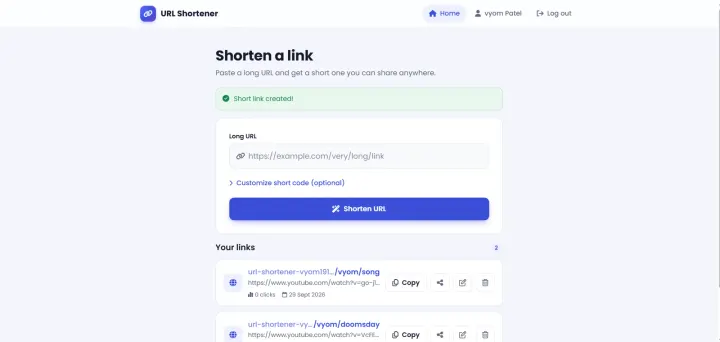 URL Shortener
Home
vyom Patel
Log out
Shorten a link
Paste a long URL and get a short one you can share anywhere.
Short link created!
Long URL
https://example.com/very/long/link
Customize short code (optional)
Shorten URL
Your links
2
url-shortener-vyom191.../vyom/song
https://www.youtube.com/watch?v=go-j1...
Copy
0 clicks
29 Sept 2026
url-shortener-vy.../vyom/doomsday
https://www.youtube.com/watch?
Copy